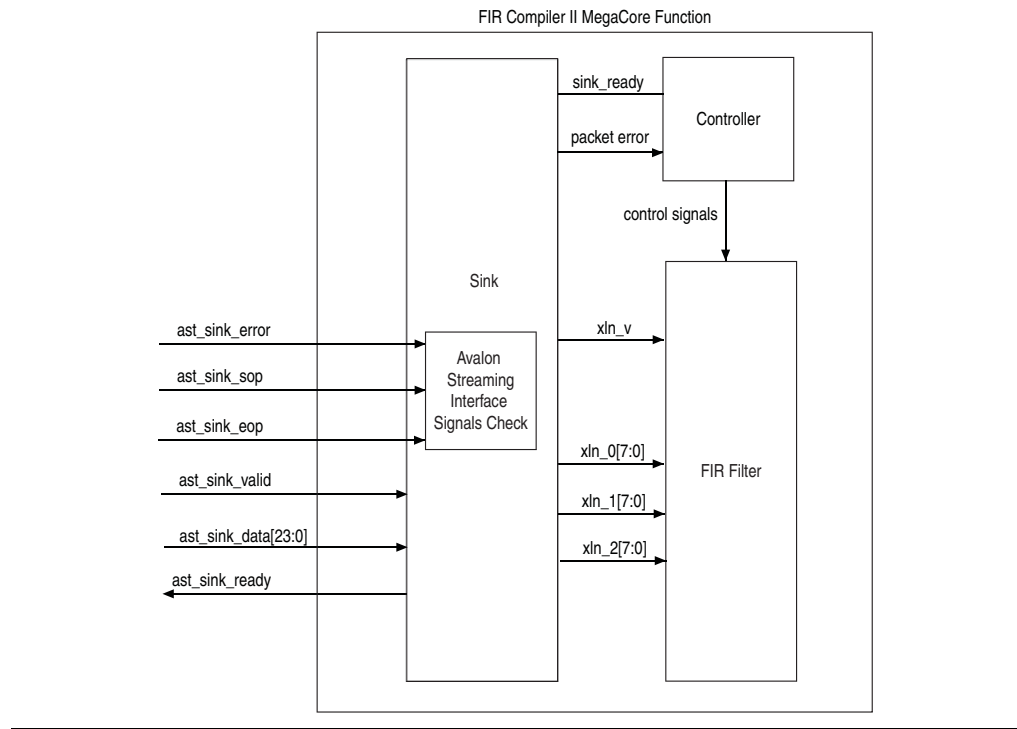 FIR Compiler II MegaCore Function
sink_ready
Controller
packet error
control signals
Sink
ast_sink_error
xln_v
Avalon
Streaming
Interface
Signals Check
ast_sink_sop
ast_sink_eop
xln_0[7:0]
FIR Filter
ast_sink_valid
xln_1[7:0]
ast_sink_data[23:0]
xln_2[7:0]
ast_sink_ready